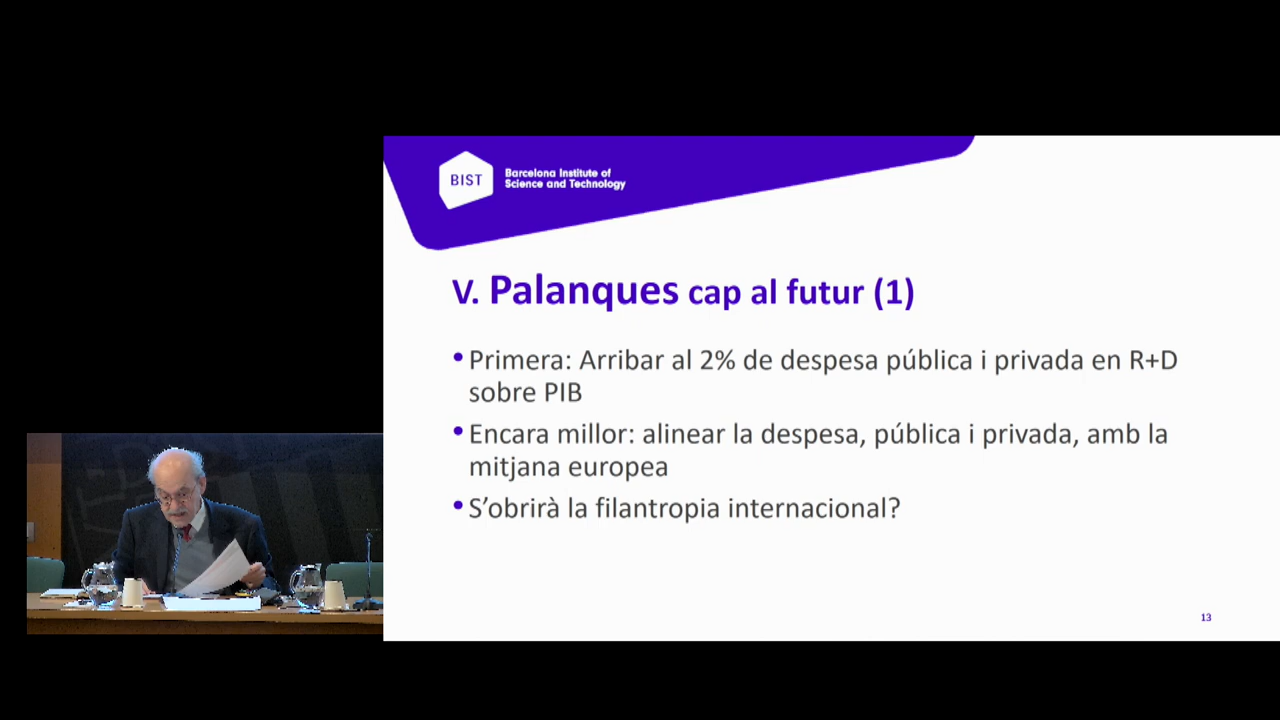 BIST
Barcelona Institute of
Science and Technology
V. Palanques cap al futur (1)
• Primera: Arribar al 2% de despesa pública i privada en R+D
sobre PIB
• Encara millor: alinear la despesa, pública i privada, amb la
mitjana europea
• S’obrirà la filantropia internacional?
13